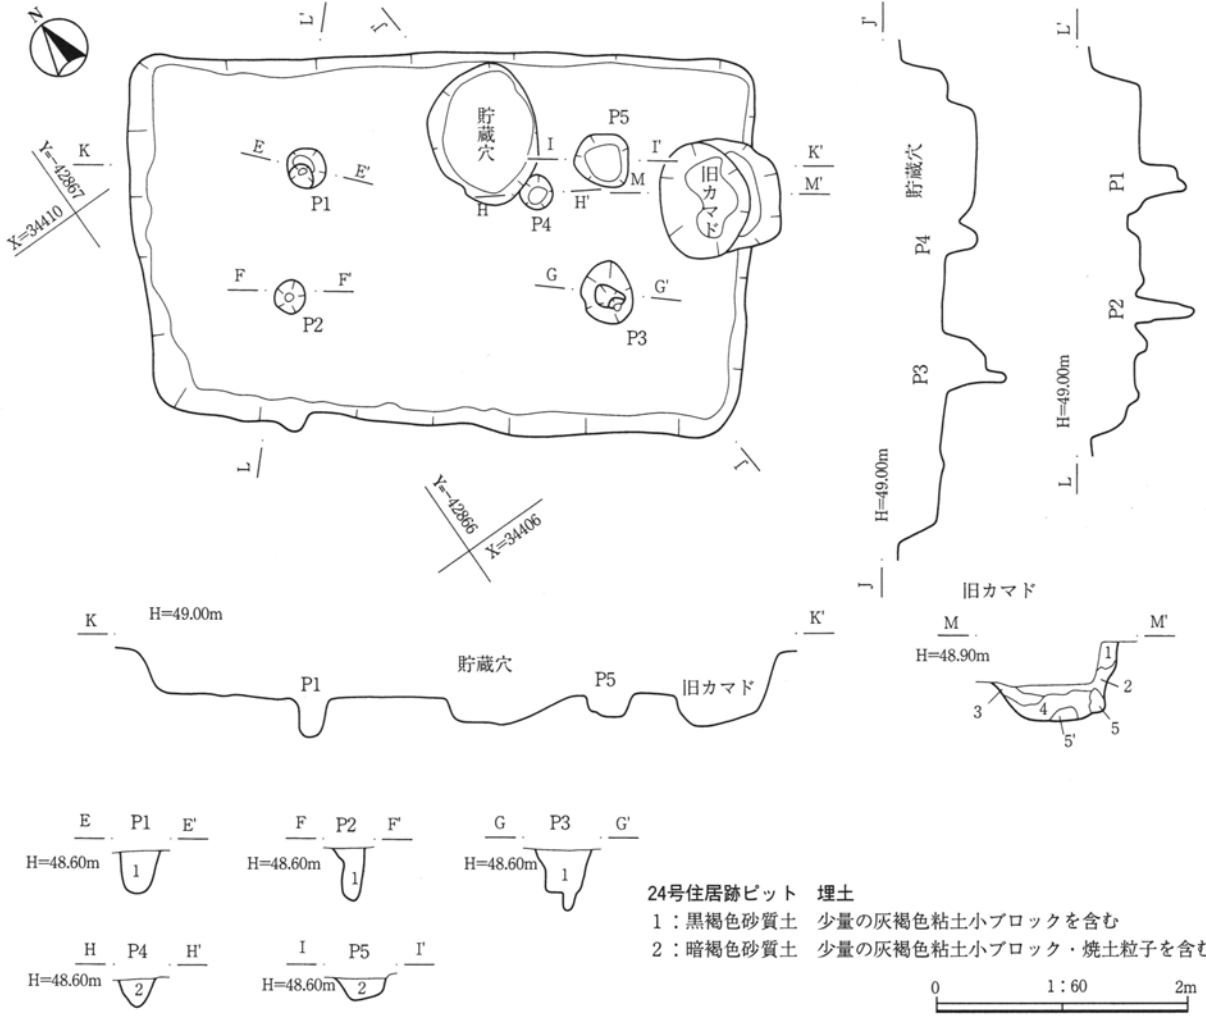 N
L'
J'
K
Y=-42867
X=34410
E
E'
P1
貯蔵穴
P5
I
I'
M
H
H'
P4
旧カマド
K'
M'
F
F'
P2
G
G'
P3
L
J
Y=-42866
X=34406
J'
貯蔵穴
P4
P3
H=49.00m
J
L'
P1
P2
H=49.00m
L
K
H=49.00m
P1
貯蔵穴
P5
旧カマド
K'
旧カマド
M
M'
H=48.90m
1
2
3
4
5
5'
E P1 E'
H=48.60m
1
F P2 F'
H=48.60m
1
G P3 G'
H=48.60m
1
H P4 H'
H=48.60m
2
I P5 I'
H=48.60m
2
24号住居跡ピット 埋土
1：黒褐色砂質土 少量の灰褐色粘土小ブロックを含む
2：暗褐色砂質土 少量の灰褐色粘土小ブロック・焼土粒子を含む
0 1：60 2m